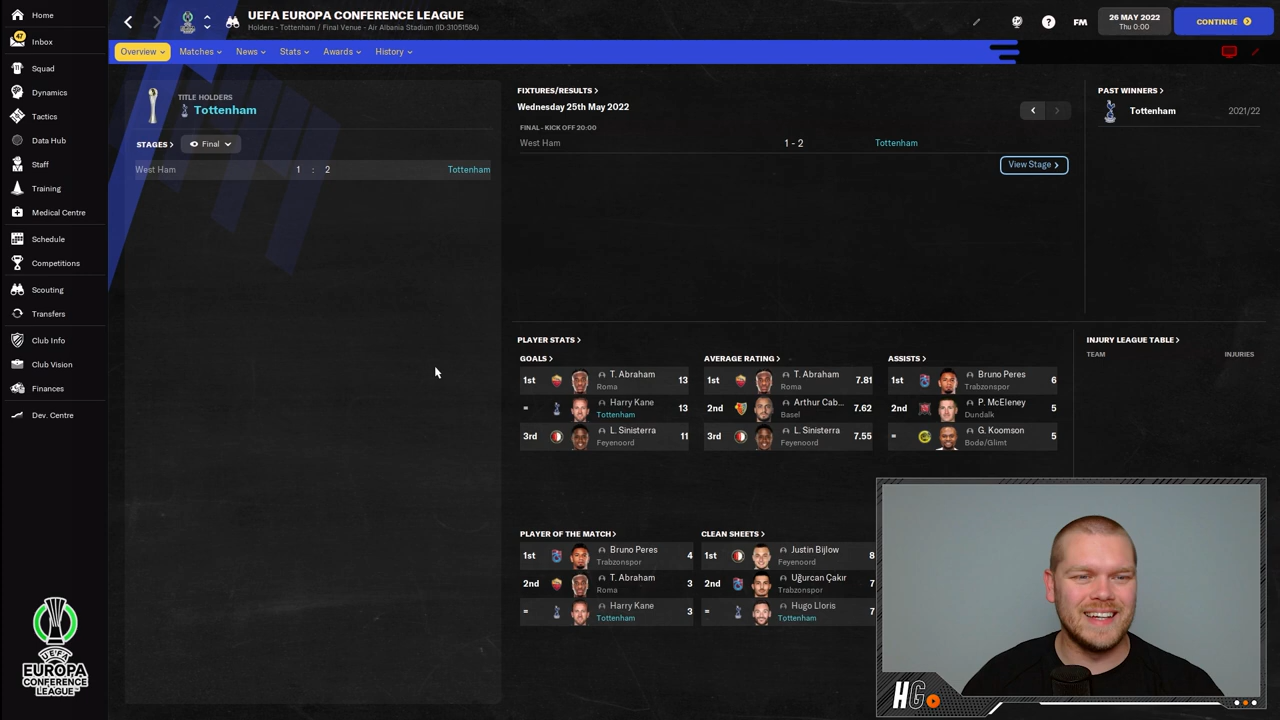 Home
47
Inbox
Squad
Dynamics
Tactics
Data Hub
Staff
Training
Medical Centre
Schedule
Competitions
Scouting
Transfers
Club Info
Club Vision
Finances
Dev. Centre
UEFA
EUROPA
CONFERENCE
LEAGUE
UEFA EUROPA CONFERENCE LEAGUE
Holders - Tottenham / Final Venue - Air Albania Stadium (ID:31051584)
?
FM
26 MAY 2022
Thu 0:00
CONTINUE
Overview
Matches
News
Stats
Awards
History
TITLE HOLDERS
Tottenham
STAGES
Final
West Ham 1 : 2 Tottenham
FIXTURES/RESULTS
Wednesday 25th May 2022
FINAL - KICK OFF 20:00
West Ham 1 - 2 Tottenham
View Stage
PAST WINNERS
Tottenham 2021/22
PLAYER STATS
GOALS
1st T. Abraham 13
Roma
= Harry Kane 13
Tottenham
3rd L. Sinisterra 11
Feyenoord
AVERAGE RATING
1st T. Abraham 7.81
Roma
2nd Arthur Cab... 7.62
Basel
3rd L. Sinisterra 7.55
Feyenoord
ASSISTS
1st Bruno Peres 6
Trabzonspor
2nd P. McEleney 5
Dundalk
= G. Koomson 5
Bodø/Glimt
INJURY LEAGUE TABLE
TEAM INJURIES
PLAYER OF THE MATCH
1st Bruno Peres 4
Trabzonspor
2nd T. Abraham 3
Roma
= Harry Kane 3
Tottenham
CLEAN SHEETS
1st Justin Bijlow 8
Feyenoord
2nd Uğurcan Çakır 7
Trabzonspor
= Hugo Lloris 7
Tottenham
HG